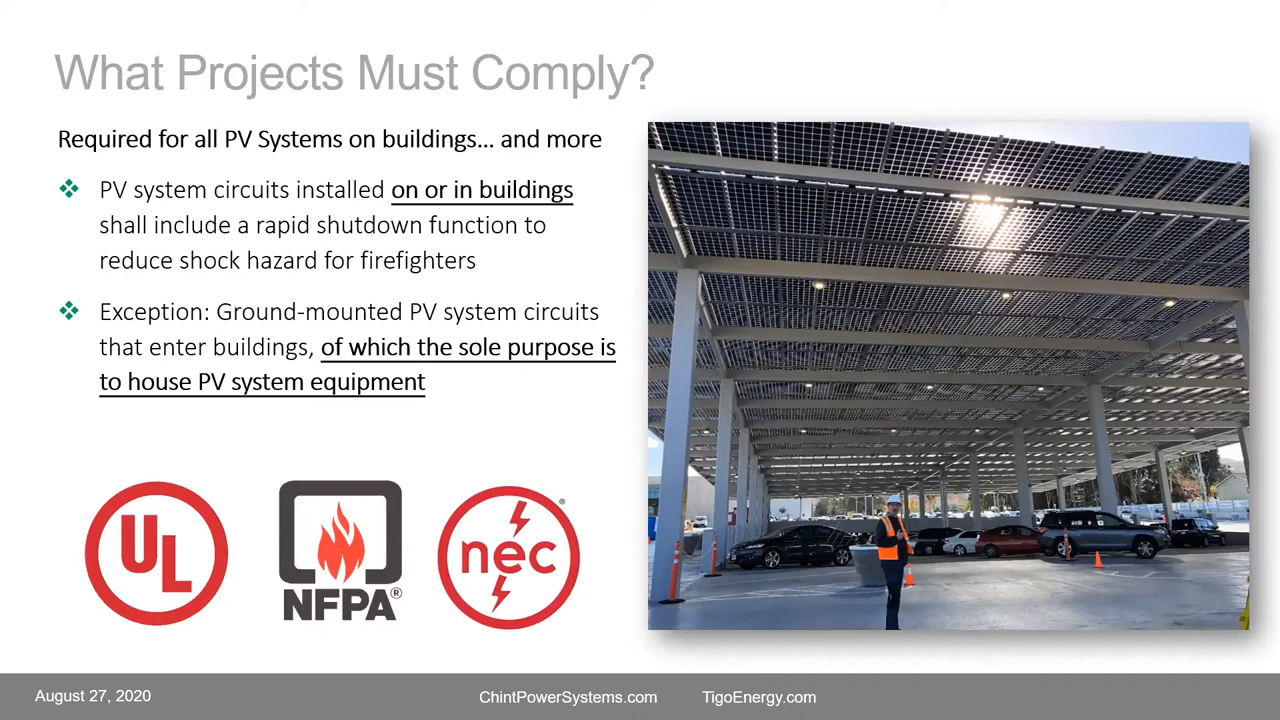 What Projects Must Comply?
Required for all PV Systems on buildings... and more
PV system circuits installed on or in buildings
shall include a rapid shutdown function to
reduce shock hazard for firefighters
Exception: Ground-mounted PV system circuits
that enter buildings, of which the sole purpose is
to house PV system equipment
UL
NFPA®
nec®
August 27, 2020
ChintPowerSystems.com
TigoEnergy.com